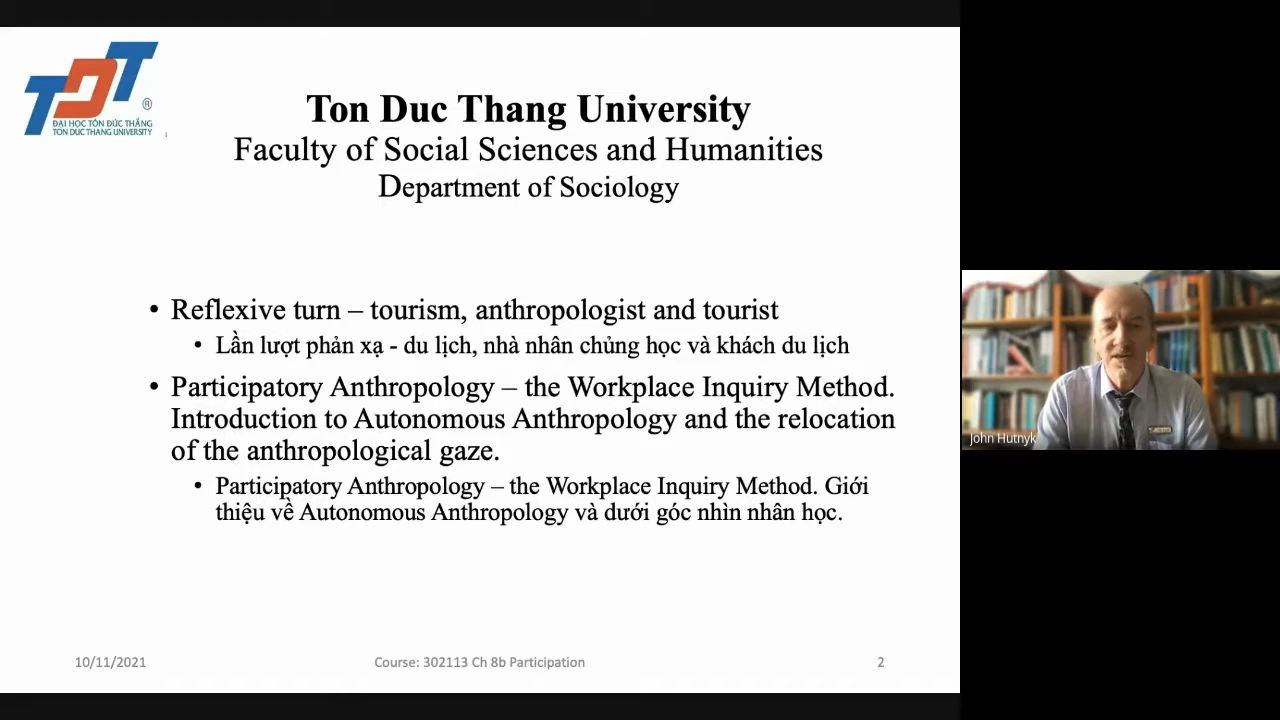 TDT
®
ĐẠI HỌC TÔN ĐỨC THẮNG
TON DUC THANG UNIVERSITY
Ton Duc Thang University
Faculty of Social Sciences and Humanities
Department of Sociology
• Reflexive turn – tourism, anthropologist and tourist
• Lần lượt phản xạ - du lịch, nhà nhân chủng học và khách du lịch
• Participatory Anthropology – the Workplace Inquiry Method.
Introduction to Autonomous Anthropology and the relocation
of the anthropological gaze.
• Participatory Anthropology – the Workplace Inquiry Method. Giới
thiệu về Autonomous Anthropology và dưới góc nhìn nhân học.
10/11/2021
Course: 302113 Ch 8b Participation
2
John Hutnyk